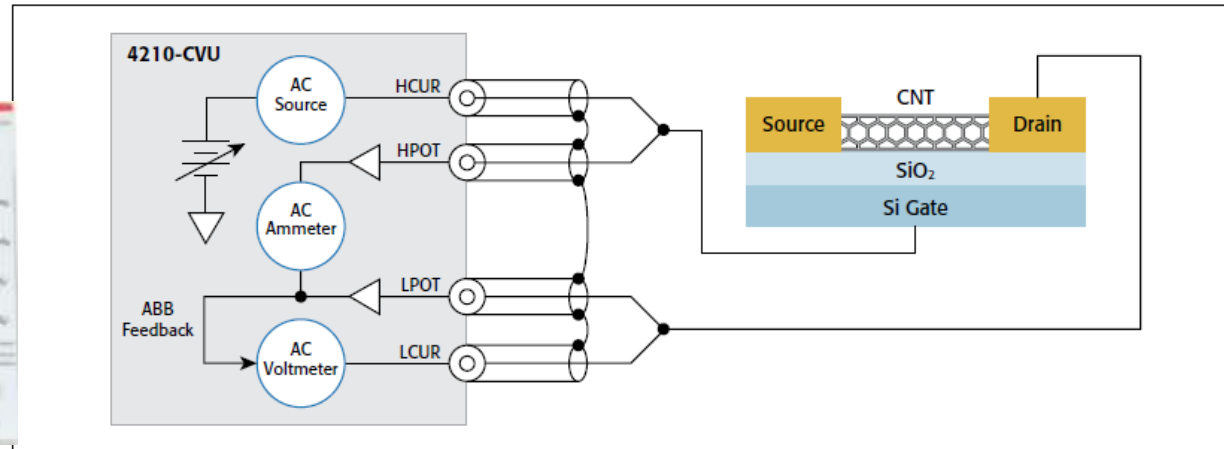 4210-CVU
AC
Source
HCUR
HPOT
AC
Ammeter
LPOT
ABB
Feedback
AC
Voltmeter
LCUR
CNT
Source
Drain
SiO₂
Si Gate